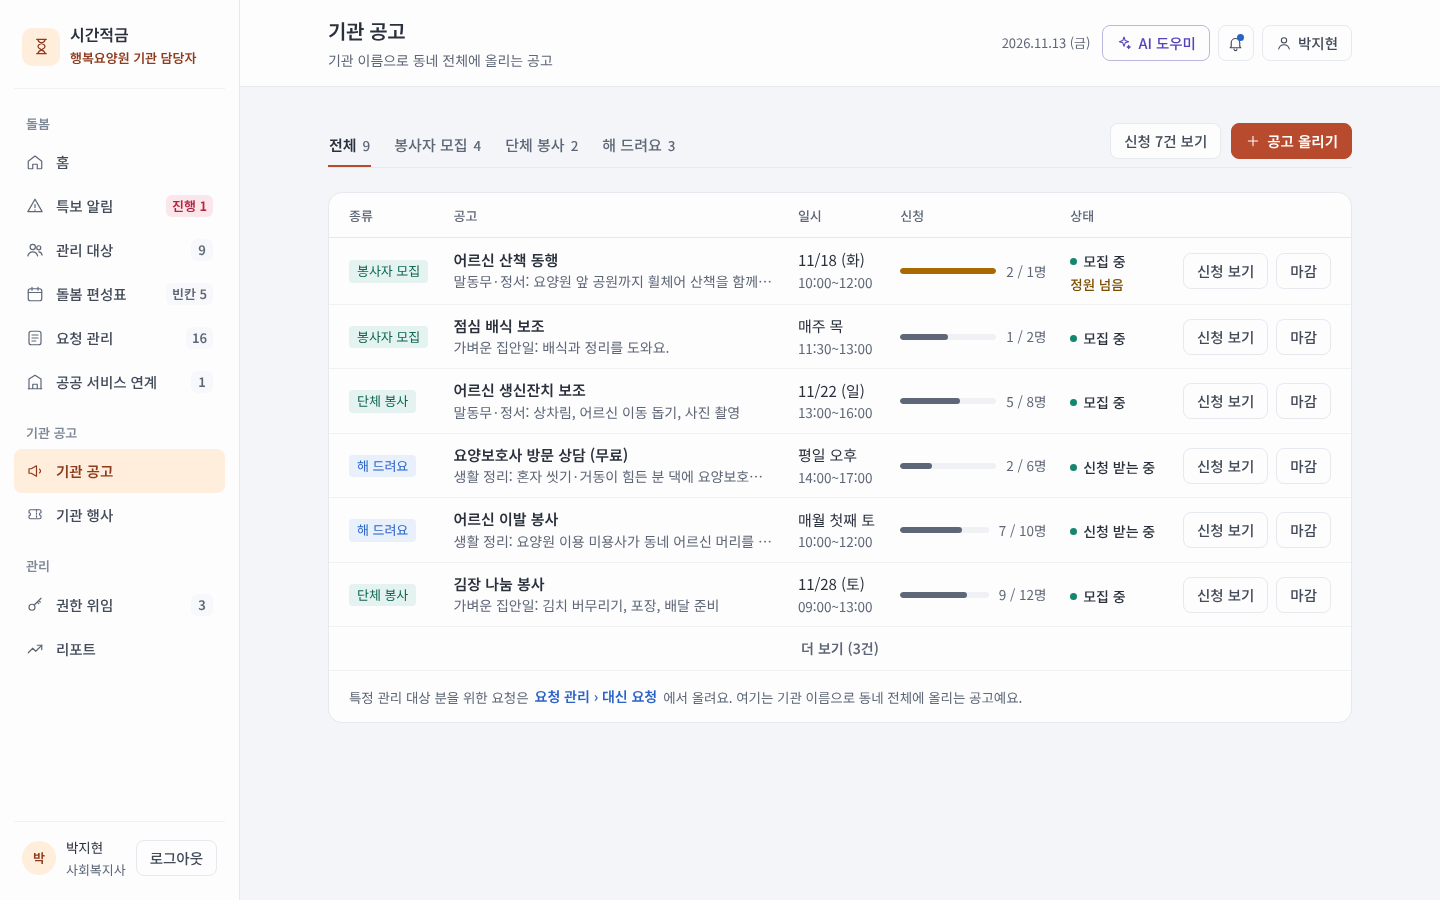 시간적금
행복요양원 기관 담당자
돌봄
홈
특보 알림 진행 1
관리 대상 9
돌봄 편성표 빈칸 5
요청 관리 16
공공 서비스 연계 1
기관 공고
기관 공고
기관 행사
관리
권한 위임 3
리포트
박
박지현
사회복지사
로그아웃
기관 공고
기관 이름으로 동네 전체에 올리는 공고
2026.11.13 (금)
AI 도우미
박지현
전체 9 봉사자 모집 4 단체 봉사 2 해 드려요 3
신청 7건 보기
공고 올리기
종류 공고 일시 신청 상태
봉사자 모집
어르신 산책 동행
말동무·정서: 요양원 앞 공원까지 휠체어 산책을 함께…
11/18 (화)
10:00~12:00
2 / 1명
모집 중
정원 넘음
신청 보기 마감
봉사자 모집
점심 배식 보조
가벼운 집안일: 배식과 정리를 도와요.
매주 목
11:30~13:00
1 / 2명
모집 중
신청 보기 마감
단체 봉사
어르신 생신잔치 보조
말동무·정서: 상차림, 어르신 이동 돕기, 사진 촬영
11/22 (일)
13:00~16:00
5 / 8명
모집 중
신청 보기 마감
해 드려요
요양보호사 방문 상담 (무료)
생활 정리: 혼자 씻기·거동이 힘든 분 댁에 요양보호…
평일 오후
14:00~17:00
2 / 6명
신청 받는 중
신청 보기 마감
해 드려요
어르신 이발 봉사
생활 정리: 요양원 이용 미용사가 동네 어르신 머리를 …
매월 첫째 토
10:00~12:00
7 / 10명
신청 받는 중
신청 보기 마감
단체 봉사
김장 나눔 봉사
가벼운 집안일: 김치 버무리기, 포장, 배달 준비
11/28 (토)
09:00~13:00
9 / 12명
모집 중
신청 보기 마감
더 보기 (3건)
특정 관리 대상 분을 위한 요청은 요청 관리 › 대신 요청 에서 올려요. 여기는 기관 이름으로 동네 전체에 올리는 공고예요.